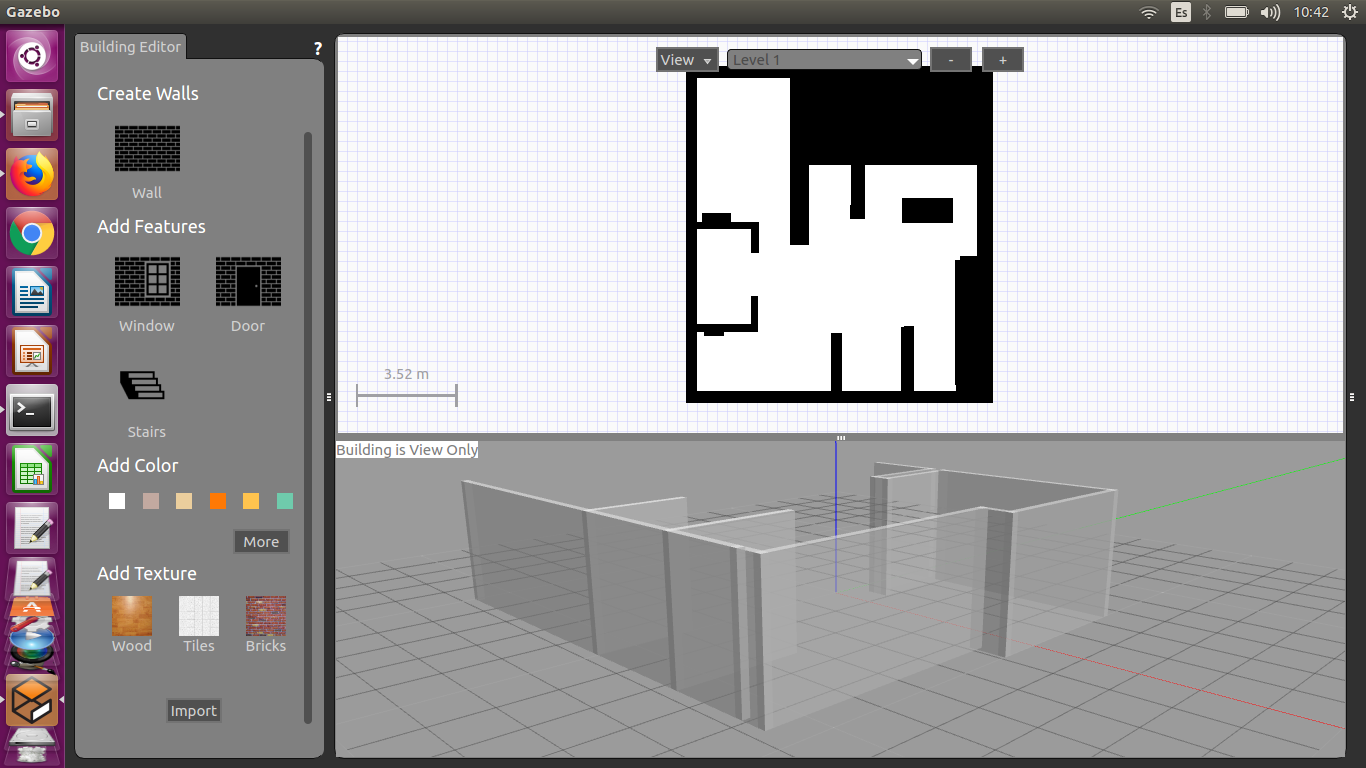 Gazebo
Es
10:42
Building Editor
?
Create Walls
Wall
Add Features
Window
Door
Stairs
Add Color
More
Add Texture
Wood
Tiles
Bricks
Import
View
Level 1
-
+
3.52 m
Building is View Only